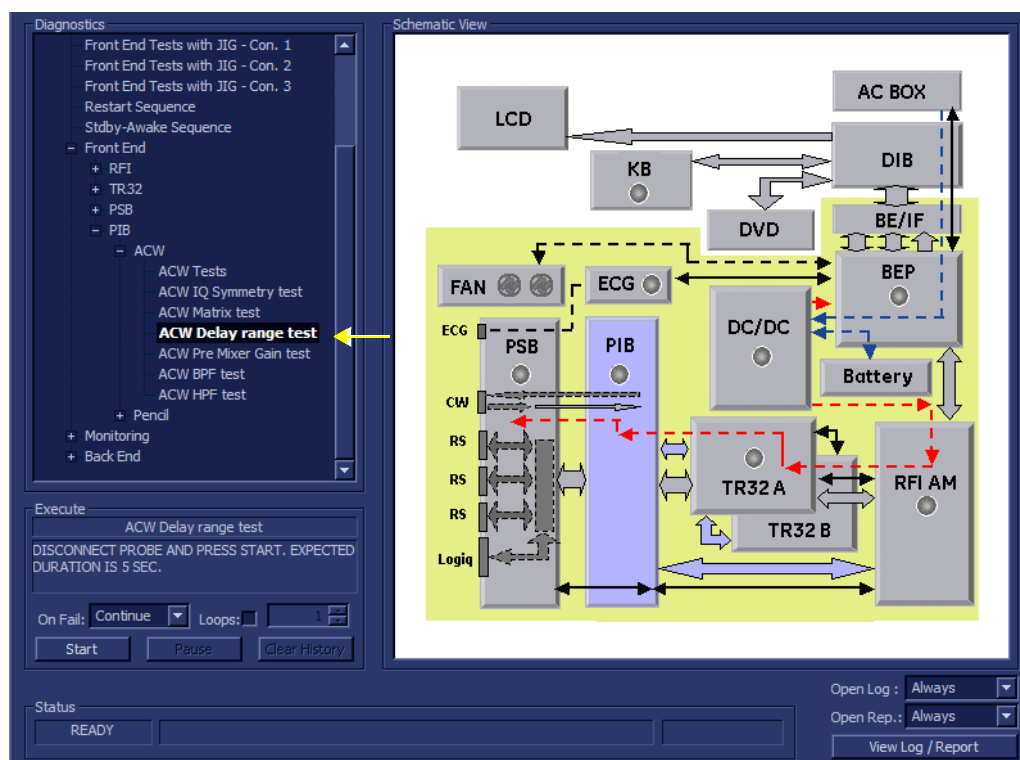 Diagnostics
Front End Tests with JIG - Con. 1
Front End Tests with JIG - Con. 2
Front End Tests with JIG - Con. 3
Restart Sequence
Stdby-Awake Sequence
Front End
RFI
TR32
PSB
PIB
ACW
ACW Tests
ACW IQ Symmetry test
ACW Matrix test
ACW Delay range test
ACW Pre Mixer Gain test
ACW BPF test
ACW HPF test
Pencil
Monitoring
Back End
Execute
ACW Delay range test
DISCONNECT PROBE AND PRESS START. EXPECTED
DURATION IS 5 SEC.
On Fail: Continue Loops: 1
Start Pause Clear History
Schematic View
LCD
AC BOX
KB
DIB
DVD
BE/IF
FAN
ECG
BEP
ECG
PSB
PIB
DC/DC
Battery
CW
RS
RS
RS
Logiq
TR32 A
TR32 B
RFI AM
Status
READY
Open Log : Always
Open Rep.: Always
View Log / Report